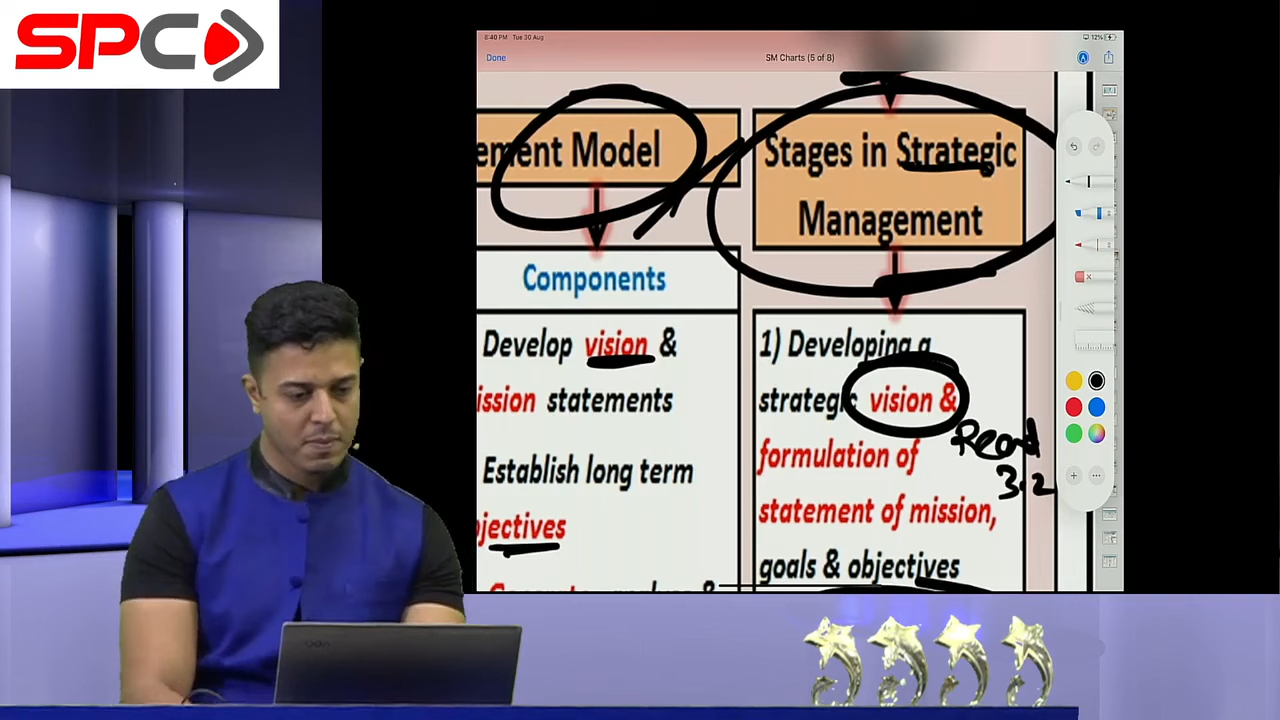 SPC
8:40 PM Tue 30 Aug
12%
Done
SM Charts (5 of 8)
ement Model
Components
Develop vision &
ission statements
Establish long term
jectives
Stages in Strategic
Management
1) Developing a
strategic vision &
formulation of
statement of mission,
goals & objectives
Read
3.2